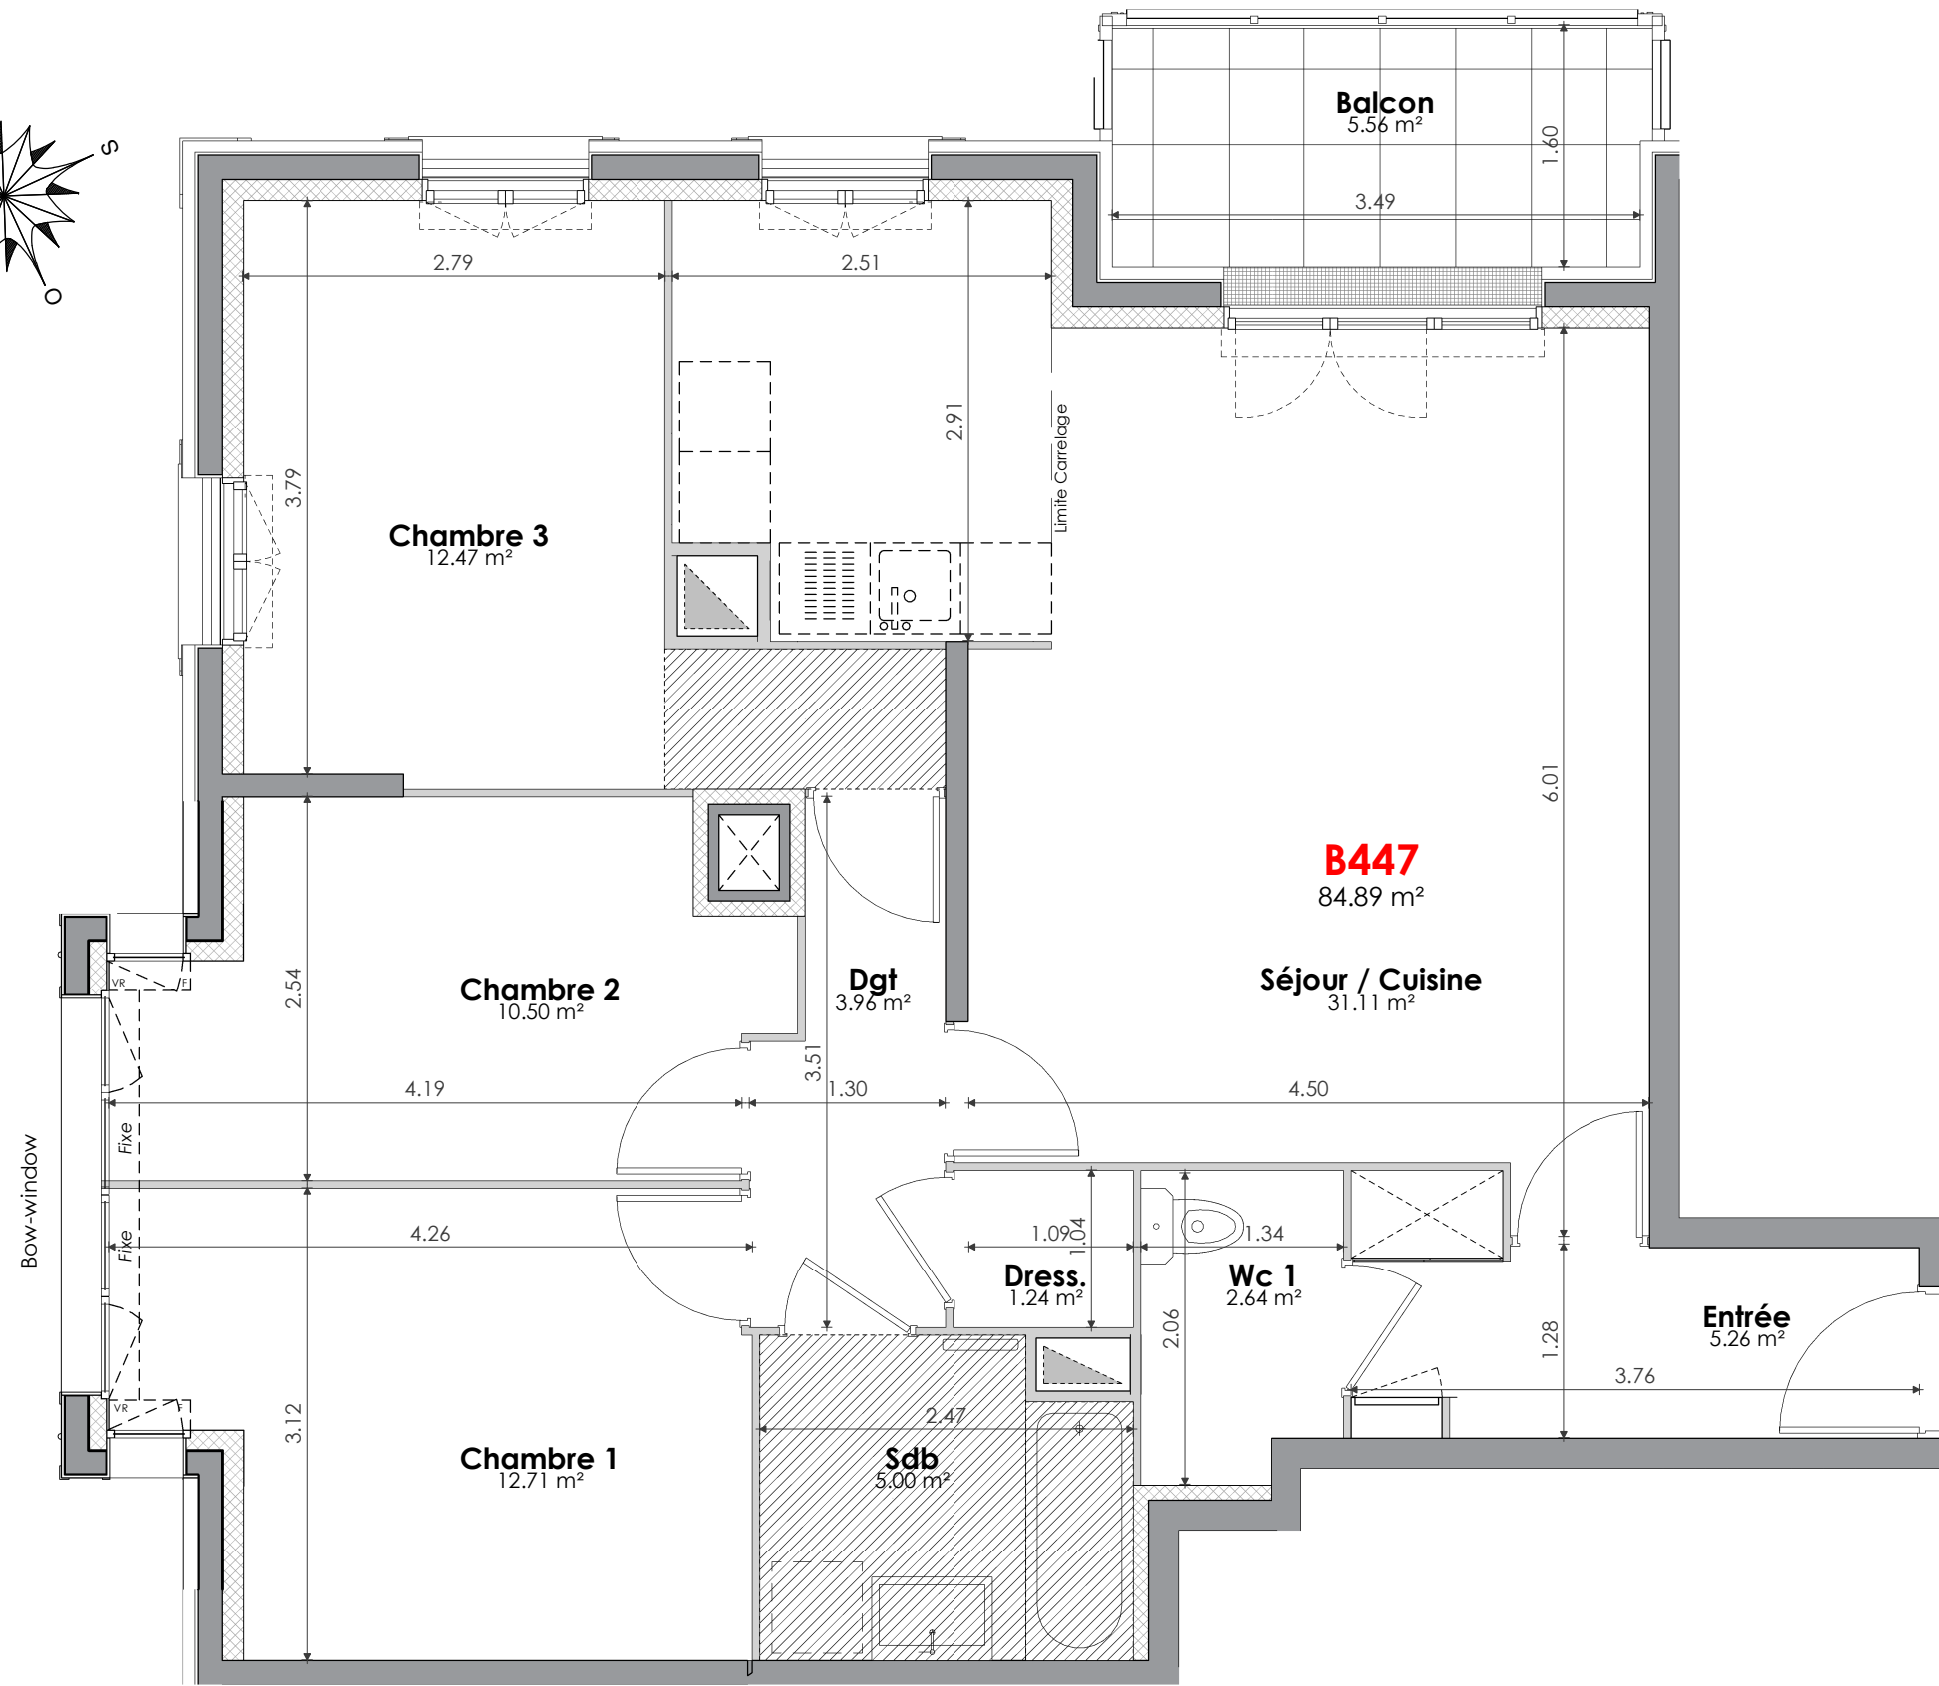 Balcon
5.56 m²
1.60
3.49
S
O
2.79
2.51
2.91
Limite Carrelage
3.79
Chambre 3
12.47 m²
6.01
B447
84.89 m²
Séjour / Cuisine
31.11 m²
Dgt
3.96 m²
3.51
2.54
Chambre 2
10.50 m²
VR
F
4.19
1.30
4.50
Bow-window
Fixe
Fixe
4.26
1.09
1.04
1.34
Dress.
1.24 m²
Wc 1
2.64 m²
2.06
Entrée
5.26 m²
1.28
3.76
VR
F
3.12
2.47
Chambre 1
12.71 m²
Sdb
5.00 m²